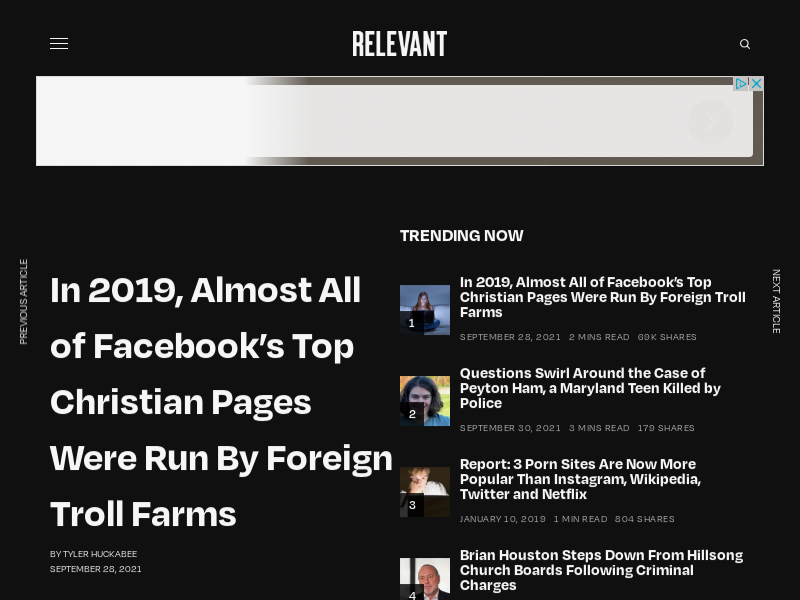 RELEVANT
PREVIOUS ARTICLE
In 2019, Almost All
of Facebook's Top
Christian Pages
Were Run By Foreign
Troll Farms
BY TYLER HUCKABEE
SEPTEMBER 28, 2021
TRENDING NOW
1
In 2019, Almost All of Facebook's Top
Christian Pages Were Run By Foreign Troll
Farms
SEPTEMBER 28, 2021 2 MINS READ 69K SHARES
2
Questions Swirl Around the Case of
Peyton Ham, a Maryland Teen Killed by
Police
SEPTEMBER 30, 2021 3 MINS READ 179 SHARES
3
Report: 3 Porn Sites Are Now More
Popular Than Instagram, Wikipedia,
Twitter and Netflix
JANUARY 10, 2019 1 MIN READ 804 SHARES
4
Brian Houston Steps Down From Hillsong
Church Boards Following Criminal
Charges
NEXT ARTICLE